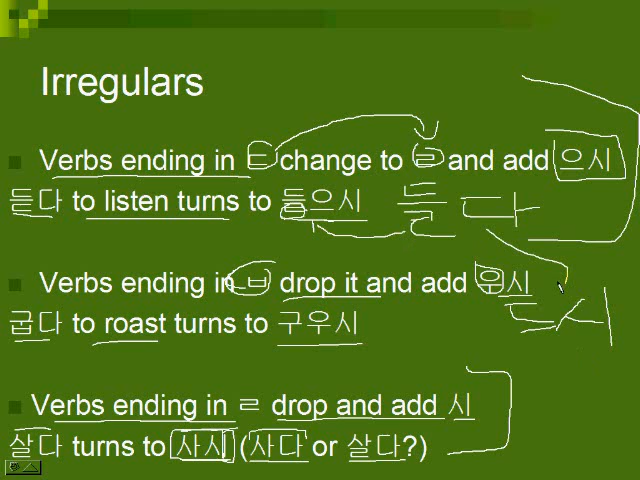 Irregulars
Verbs ending in ㄷ change to ㄹ and add 으시
듣다 to listen turns to 들으시
들다
Verbs ending in ㅂ drop it and add 우시
굽다 to roast turns to 구우시
Verbs ending in ㄹ drop and add 시
살다 turns to 사시 (사다 or 살다?)